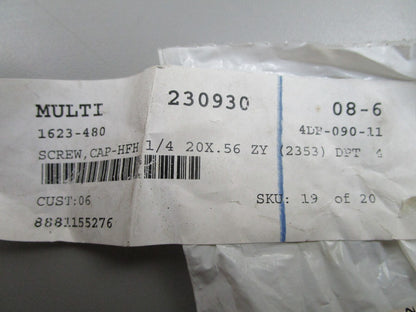 MULTI 230930 08-6
1623-480 4DP-090-11
SCREW,CAP-HFH 1/4 20X.56 ZY (2353) DPT 4
CUST:06 SKU: 19 of 20
8881155276